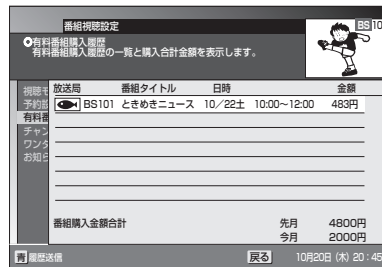 番組視聴設定
BS10
有料番組購入履歴
有料番組購入履歴の一覧と購入合計金額を表示します。
視聴
予約
有料番
チャン
ワンタ
お知ら
放送局 番組タイトル 日時 金額
BS101 ときめきニュース 10/22土 10:00~12:00 483円
番組購入金額合計 先月 4800円
今月 2000円
青 履歴送信 戻る 10月20日(木) 20:45